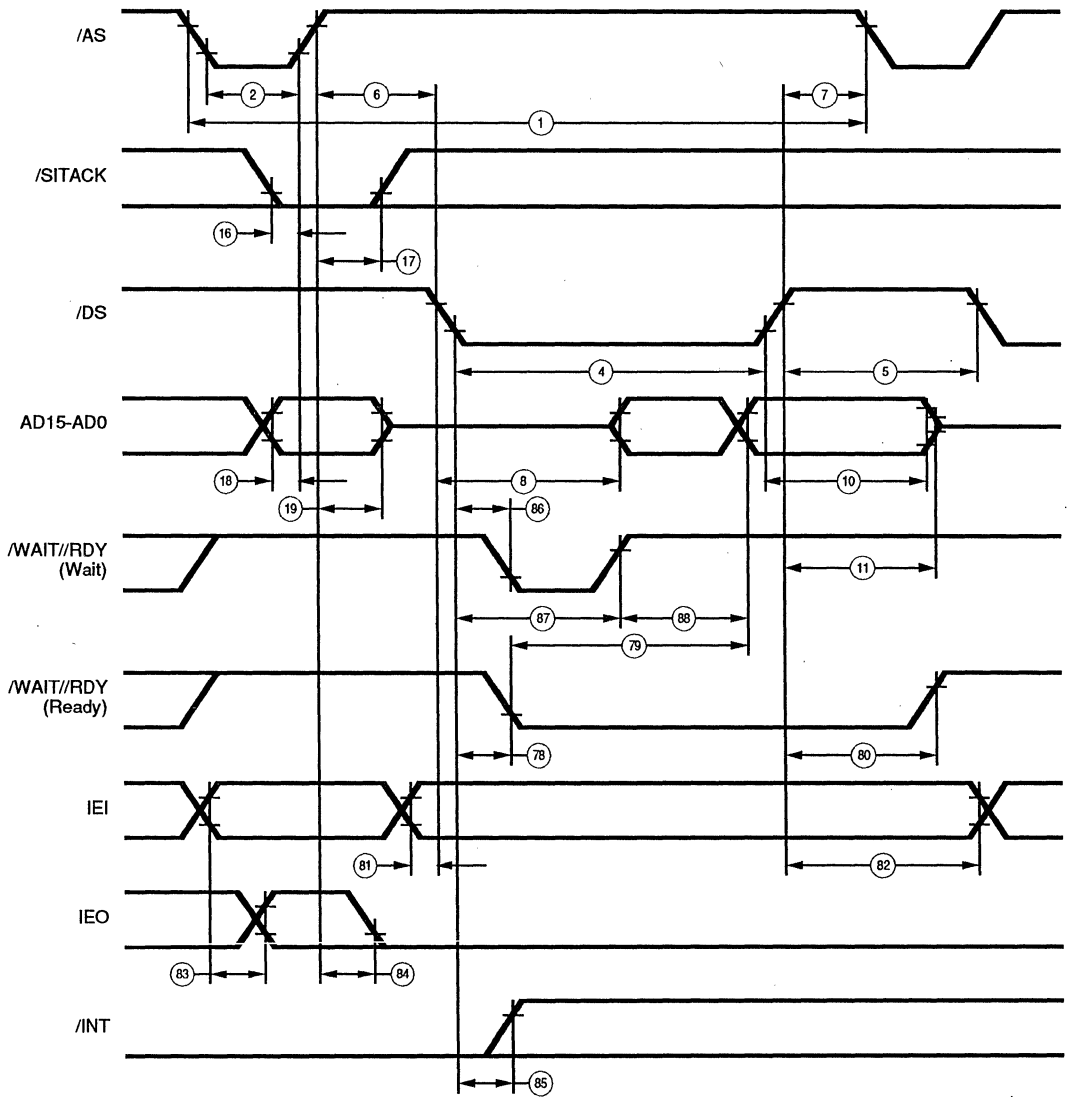 /AS
2
6
7
1
/SITACK
16
17
/DS
4
5
AD15-AD0
18
8
10
19
86
/WAIT//RDY
(Wait)
11
87
88
79
/WAIT//RDY
(Ready)
78
80
IEI
81
82
IEO
83
84
/INT
85